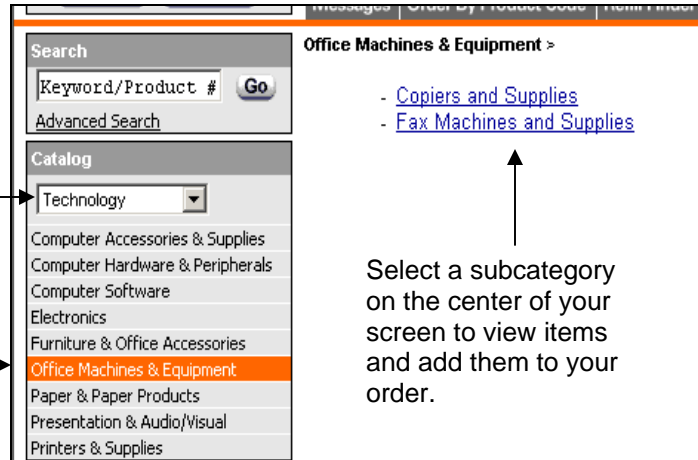 Messages Order By Product Code Refill Finder
Search
Keyword/Product # Go
Advanced Search
Catalog
Technology
Computer Accessories & Supplies
Computer Hardware & Peripherals
Computer Software
Electronics
Furniture & Office Accessories
Office Machines & Equipment
Paper & Paper Products
Presentation & Audio/Visual
Printers & Supplies
Office Machines & Equipment >
- Copiers and Supplies
- Fax Machines and Supplies
Select a subcategory
on the center of your
screen to view items
and add them to your
order.